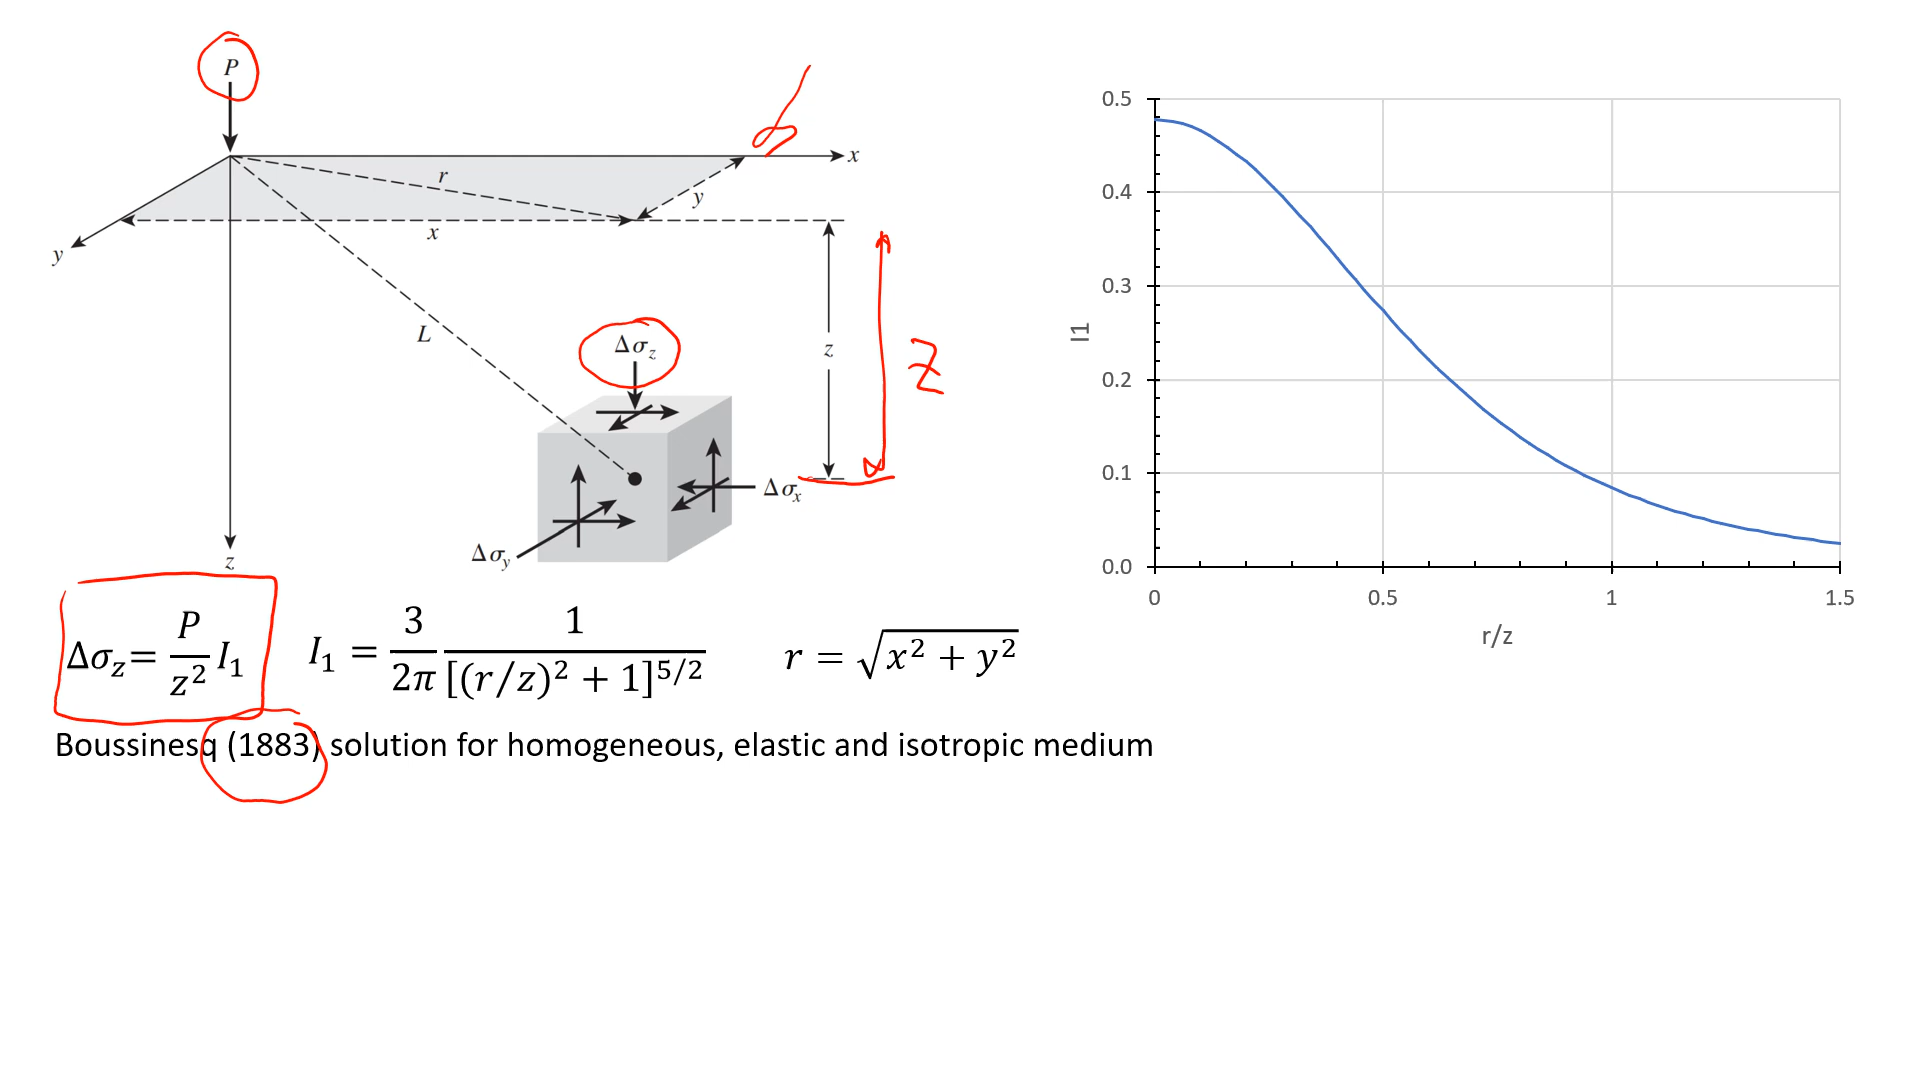 P
x
r
y
x
y
L
Δσz
z
Z
Δσx
Δσy
z
Δσz= P/z² I₁
I₁ = 3/2π 1/[(r/z)² + 1]^5/2
r = √x² + y²
Boussinesq (1883) solution for homogeneous, elastic and isotropic medium
0.5
0.4
0.3
0.2
0.1
0.0
I1
0 0.5 1 1.5
r/z